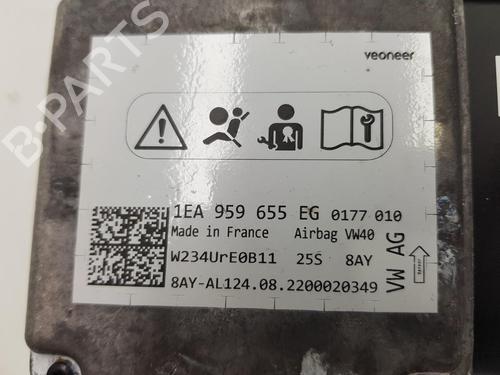 veoneer
1EA 959 655 EG 0177 010
Made in France Airbag VW40
W234UrE0B11 25S 8AY
8AY-AL124.08.2200020349
VW AG
B-PARTS